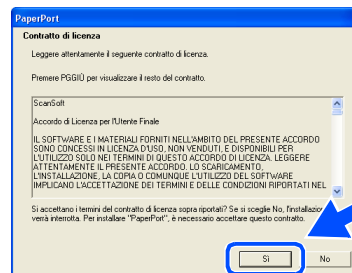 PaperPort
Contratto di licenza
Leggere attentamente il seguente contratto di licenza.
Premere PGGIÙ per visualizzare il resto del contratto.
ScanSoft
Accordo di Licenza per l'Utente Finale
IL SOFTWARE E I MATERIALI FORNITI NELL'AMBITO DEL PRESENTE ACCORDO
SONO CONCESSI IN LICENZA D'USO, NON VENDUTI, E DISPONIBILI PER
L'UTILIZZO SOLO NEI TERMINI DI QUESTO ACCORDO DI LICENZA. LEGGERE
ATTENTAMENTE IL PRESENTE ACCORDO. LO SCARICAMENTO,
L'INSTALLAZIONE, LA COPIA O COMUNQUE L'UTILIZZO DEL SOFTWARE
IMPLICANO L'ACCETTAZIONE DEI TERMINI E DELLE CONDIZIONI RIPORTATI NEL
Si accettano i termini del contratto di licenza sopra riportati? Se si sceglie No, l'installazione
verrà interrotta. Per installare "PaperPort", è necessario accettare questo contratto.
Sì
No